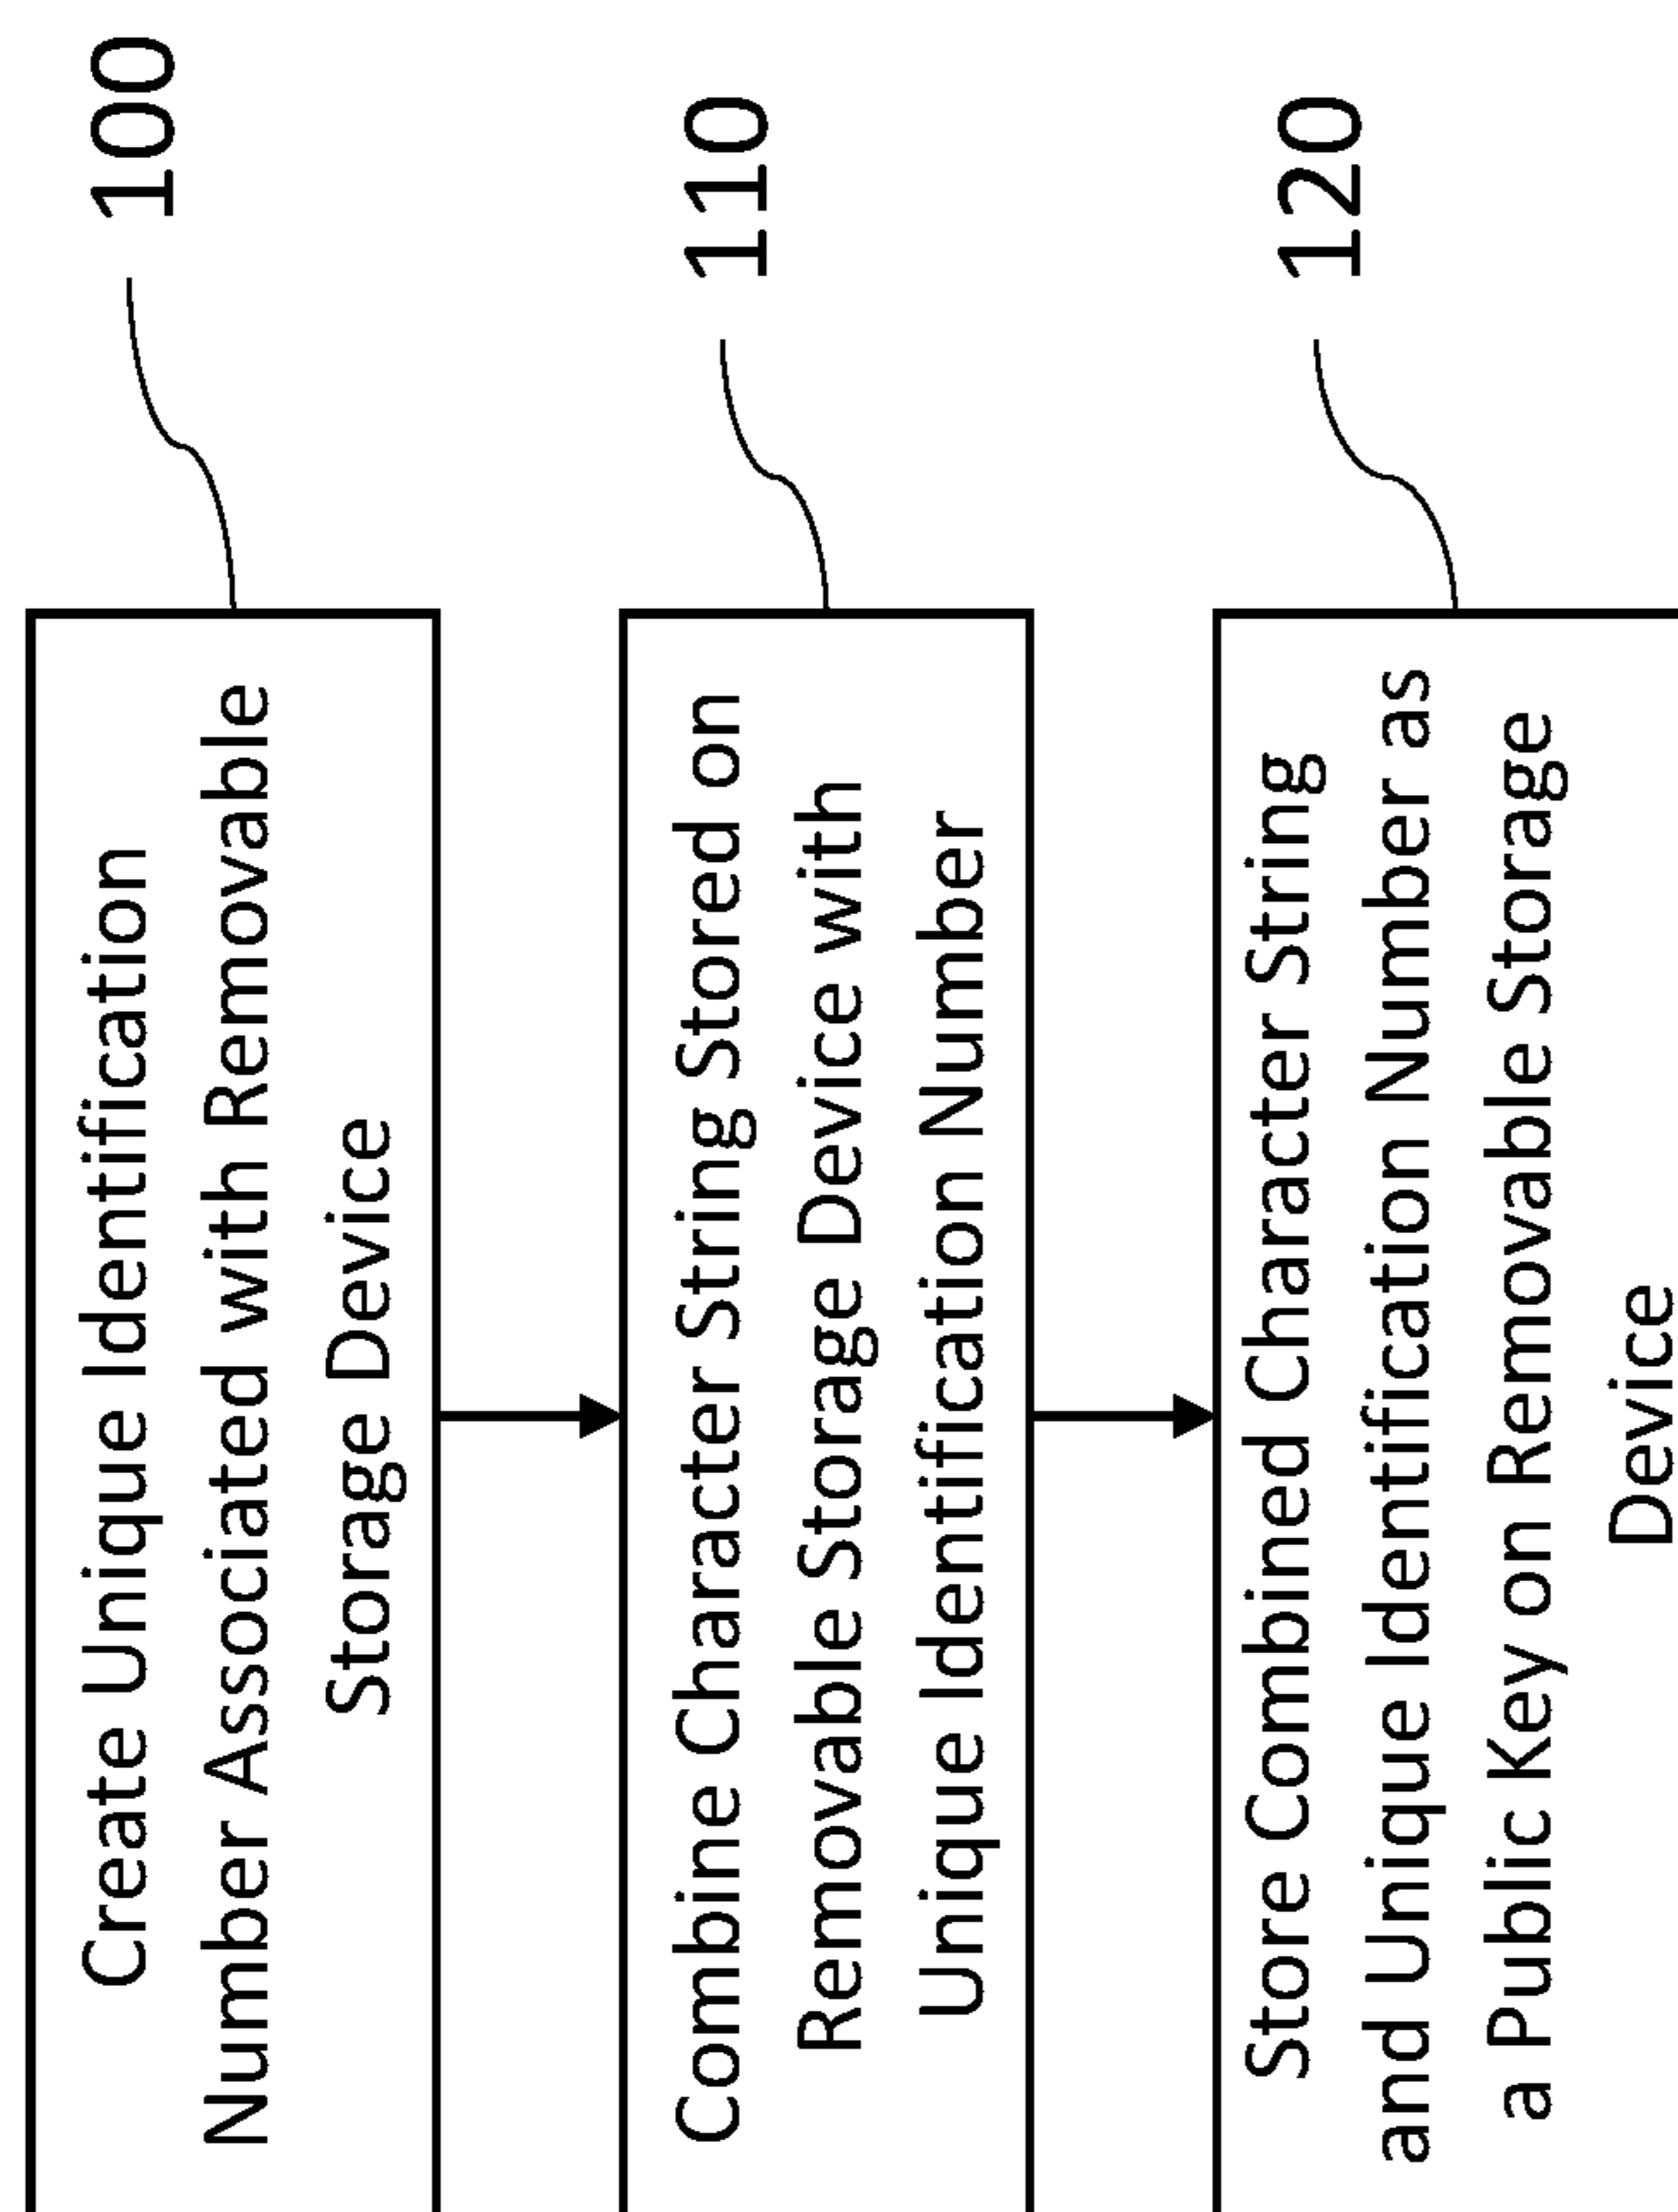 Create Unique Identification
Number Associated with Removable
Storage Device
100
Combine Character String Stored on
Removable Storage Device with
Unique Identification Number
110
Store Combined Character String
and Unique Identification Number as
a Public Key on Removable Storage
Device
120